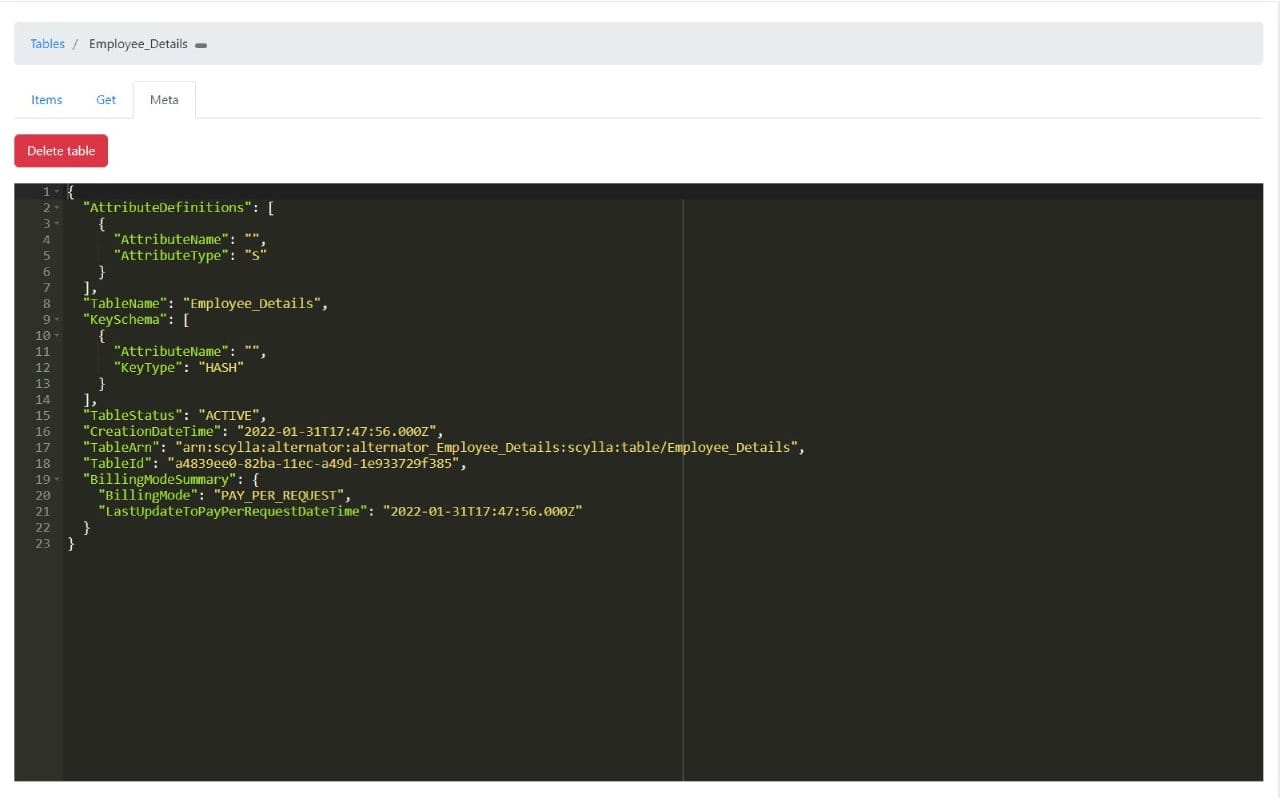 Tables / Employee_Details
Items Get Meta
Delete table
1 {
2 "AttributeDefinitions": [
3 {
4 "AttributeName": "",
5 "AttributeType": "S"
6 }
7 ],
8 "TableName": "Employee_Details",
9 "KeySchema": [
10 {
11 "AttributeName": "",
12 "KeyType": "HASH"
13 }
14 ],
15 "TableStatus": "ACTIVE",
16 "CreationDateTime": "2022-01-31T17:47:56.000Z",
17 "TableArn": "arn:scylla:alternator:alternator_Employee_Details:scylla:table/Employee_Details",
18 "TableId": "a4839ee0-82ba-11ec-a49d-1e933729f385",
19 "BillingModeSummary": {
20 "BillingMode": "PAY_PER_REQUEST",
21 "LastUpdateToPayPerRequestDateTime": "2022-01-31T17:47:56.000Z"
22 }
23 }